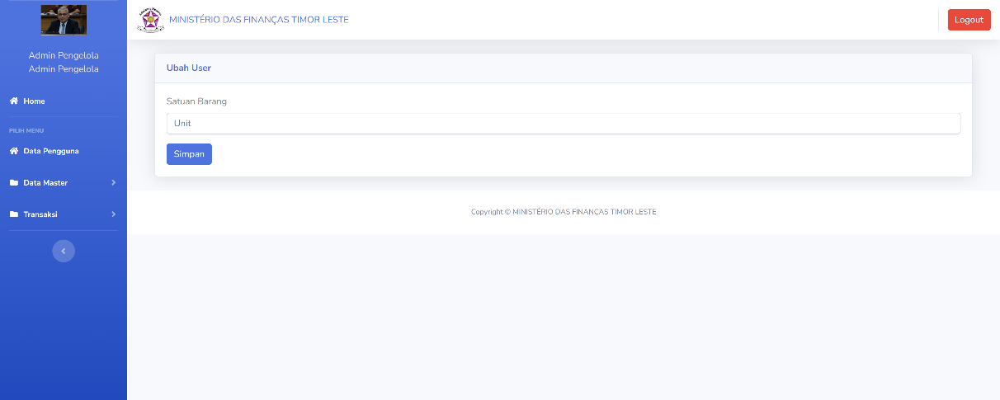 MINISTÉRIO DAS FINANÇAS TIMOR LESTE
Logout
Admin Pengelola
Admin Pengelola
Home
PILIH MENU
Data Pengguna
Data Master
Transaksi
Ubah User
Satuan Barang
Unit
Simpan
Copyright © MINISTÉRIO DAS FINANCAS TIMOR LESTE